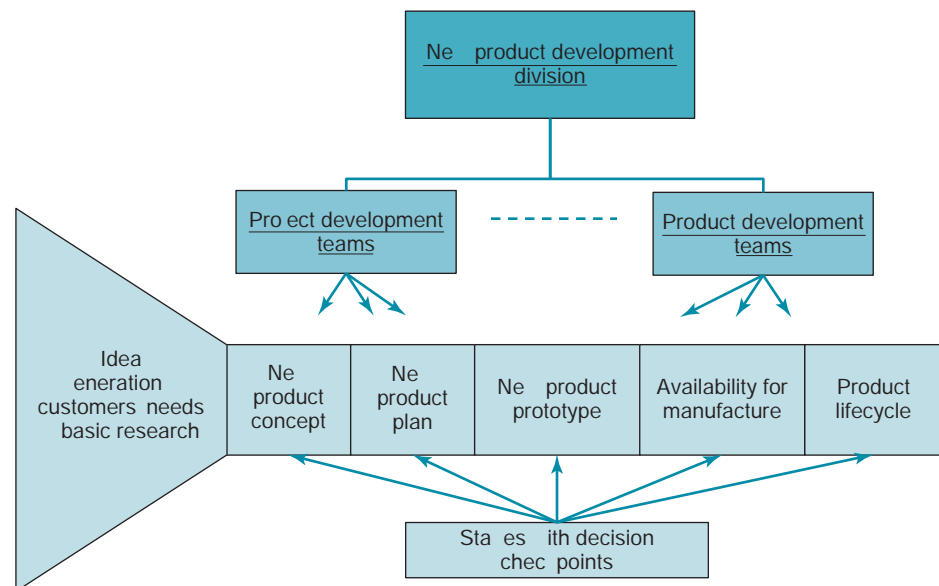 Ne product development
division
Pro ect development
teams
Product development
teams
Idea
eneration
customers needs
basic research
Ne
product
concept
Ne
product
plan
Ne product
prototype
Availability for
manufacture
Product
lifecycle
Sta es ith decision
chec points